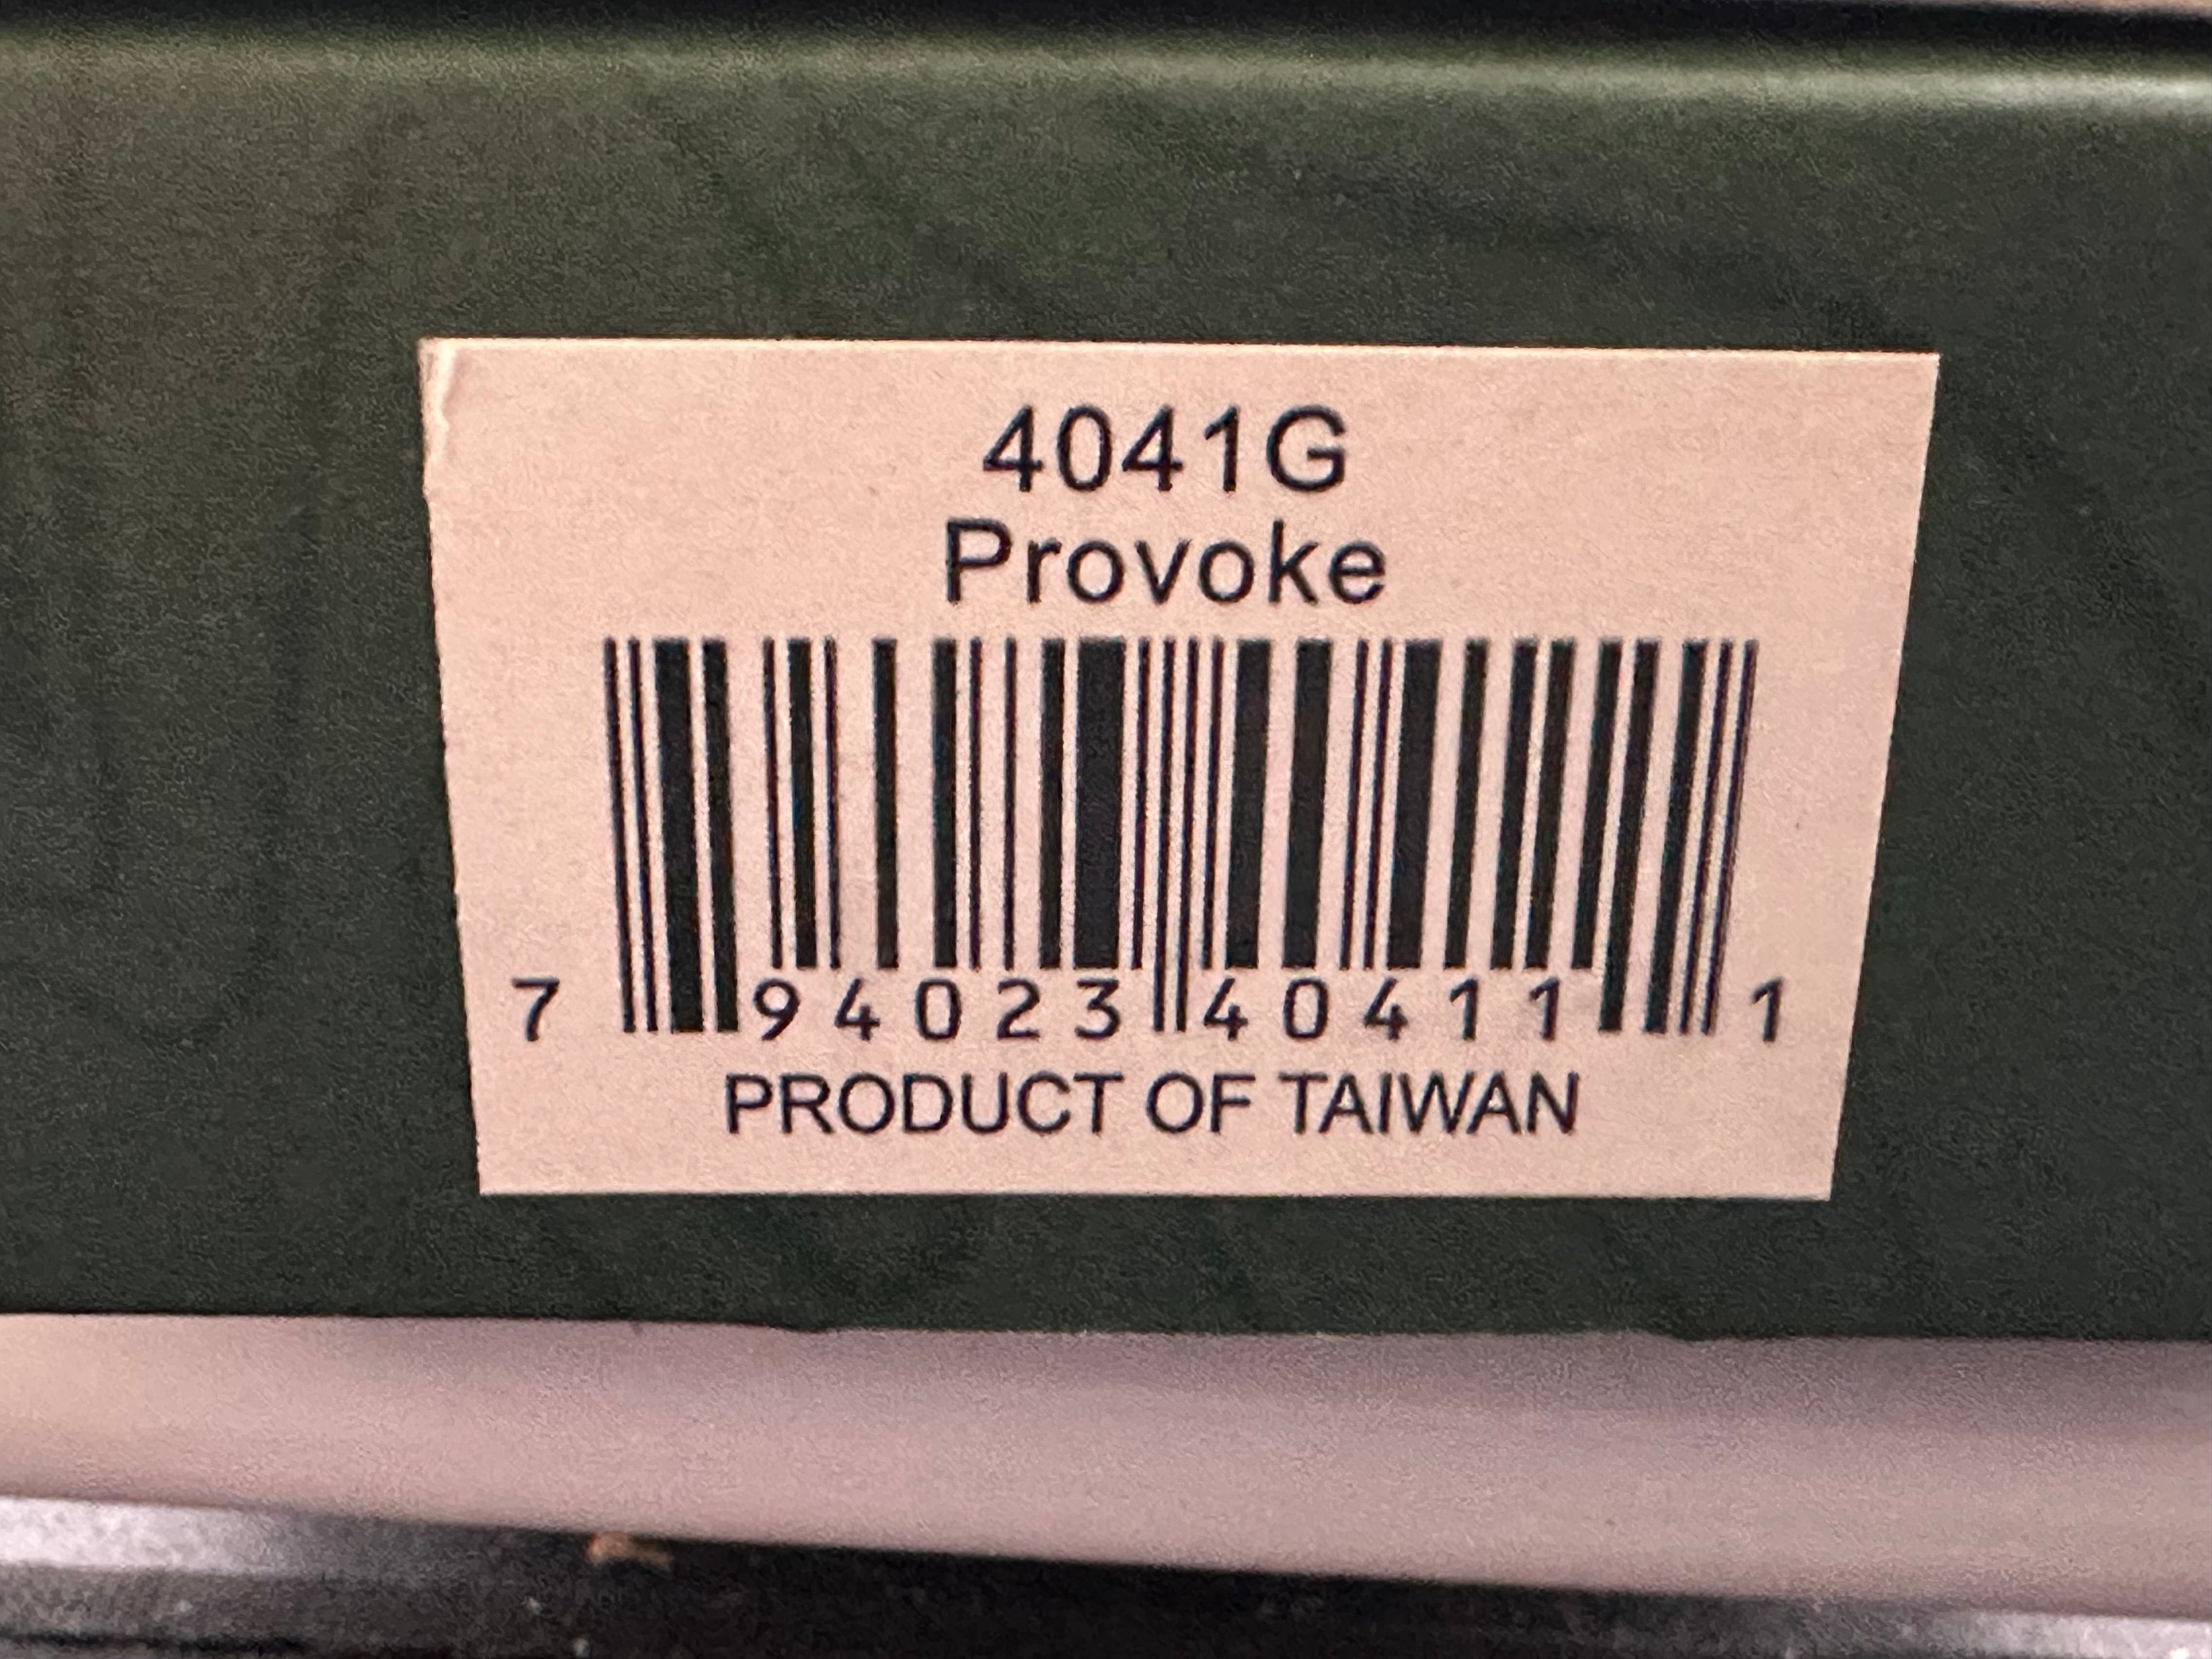 4041G
Provoke
7 94023 40411 1
PRODUCT OF TAIWAN